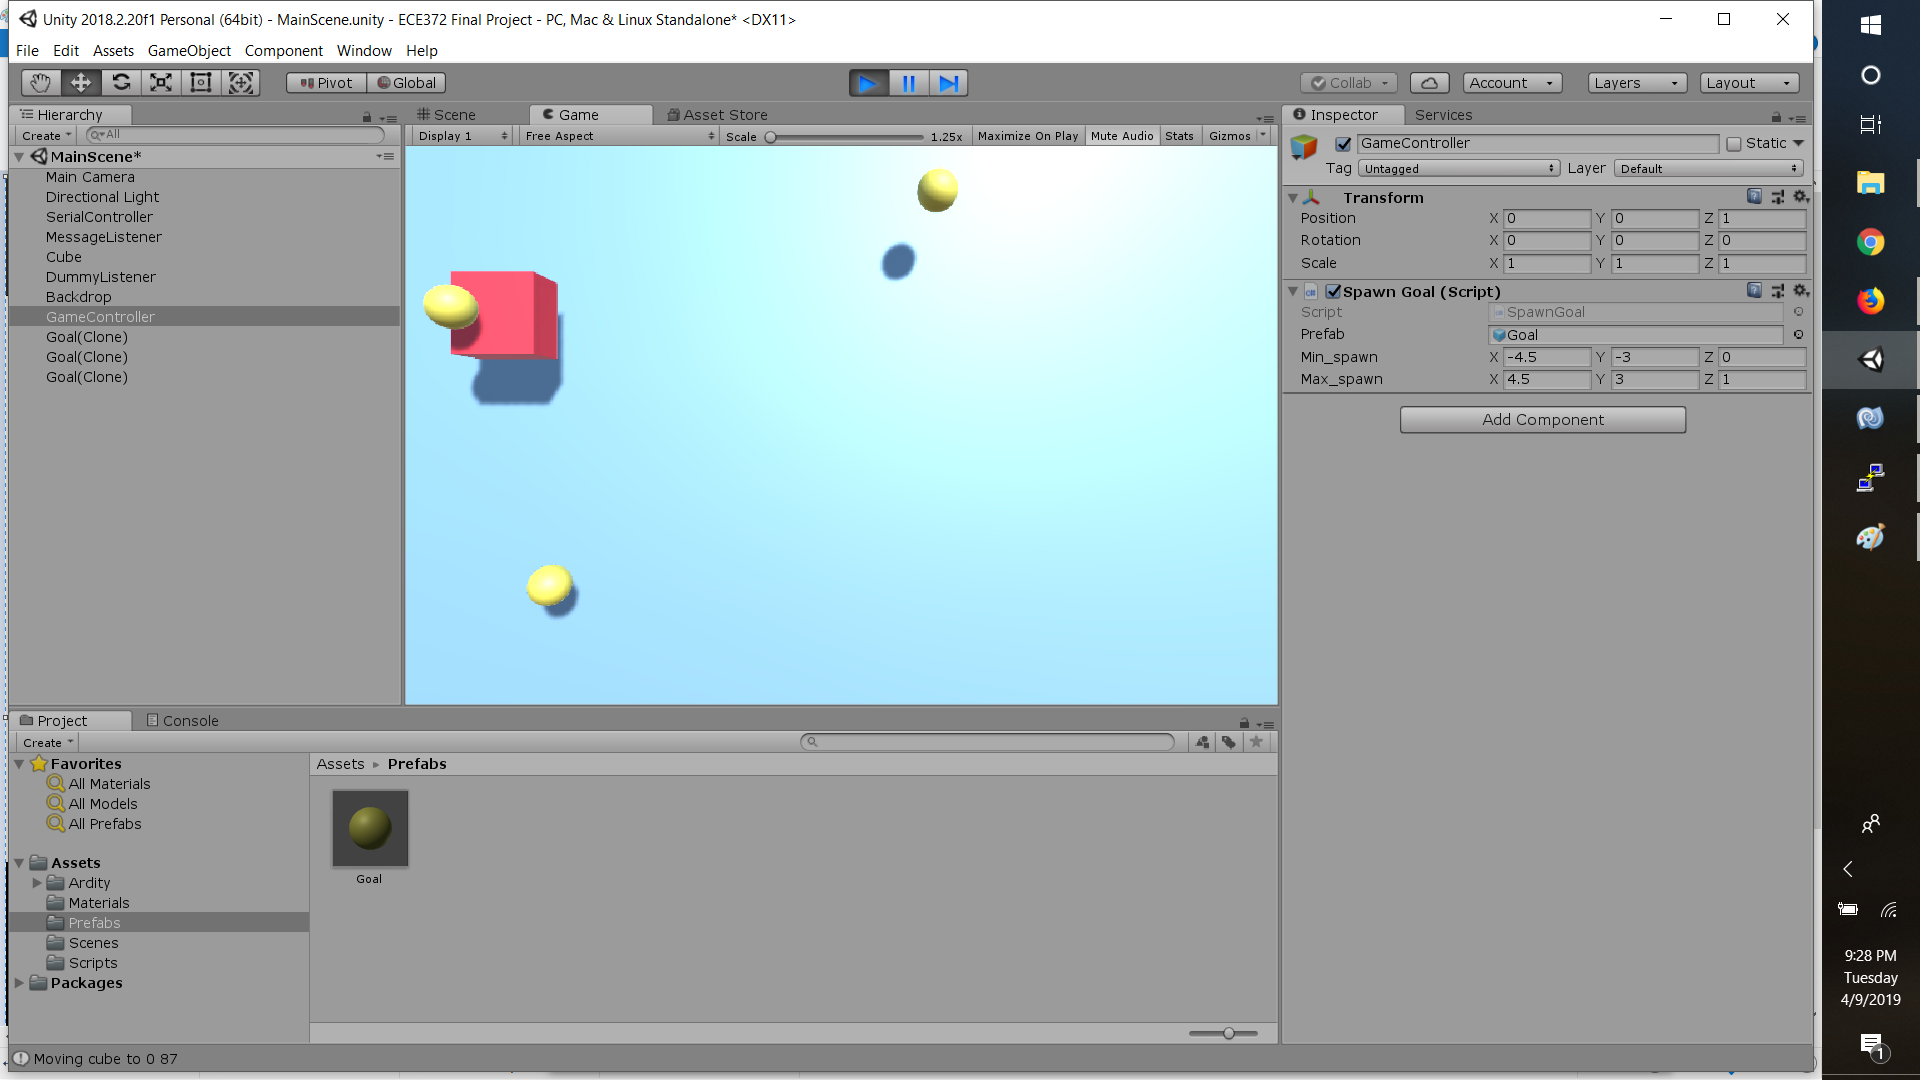 Unity 2018.2.20f1 Personal (64bit) - MainScene.unity - ECE372 Final Project - PC, Mac & Linux Standalone* <DX11>
File Edit Assets GameObject Component Window Help
Pivot Global Collab Account Layers Layout
Hierarchy
Create All
MainScene*
Main Camera
Directional Light
SerialController
MessageListener
Cube
DummyListener
Backdrop
GameController
Goal(Clone)
Goal(Clone)
Goal(Clone)
Scene Game Asset Store
Display 1 Free Aspect Scale 1.25x Maximize On Play Mute Audio Stats Gizmos
Inspector Services
GameController Static
Tag Untagged Layer Default
Transform
Position X 0 Y 0 Z 1
Rotation X 0 Y 0 Z 0
Scale X 1 Y 1 Z 1
Spawn Goal (Script)
Script SpawnGoal
Prefab Goal
Min_spawn X -4.5 Y -3 Z 0
Max_spawn X 4.5 Y 3 Z 1
Add Component
Project Console
Create
Favorites
All Materials
All Models
All Prefabs
Assets
Ardity
Materials
Prefabs
Scenes
Scripts
Packages
Assets Prefabs
Goal
Moving cube to 0 87
9:28 PM
Tuesday
4/9/2019
1